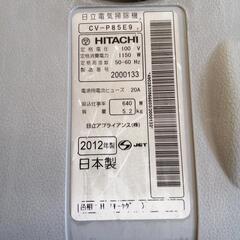 日立電気掃除機
CV-P85E9
HITACHI
定格電圧 100 V
定格消費電力 1150 W
定格周波数 50-60 Hz
製造番号 2000133
電源用電流ヒューズ 20A
吸込仕事率 640 W
質量 5.2 kg
日立アプライアンス(株)
2012年製
S JET
日本製